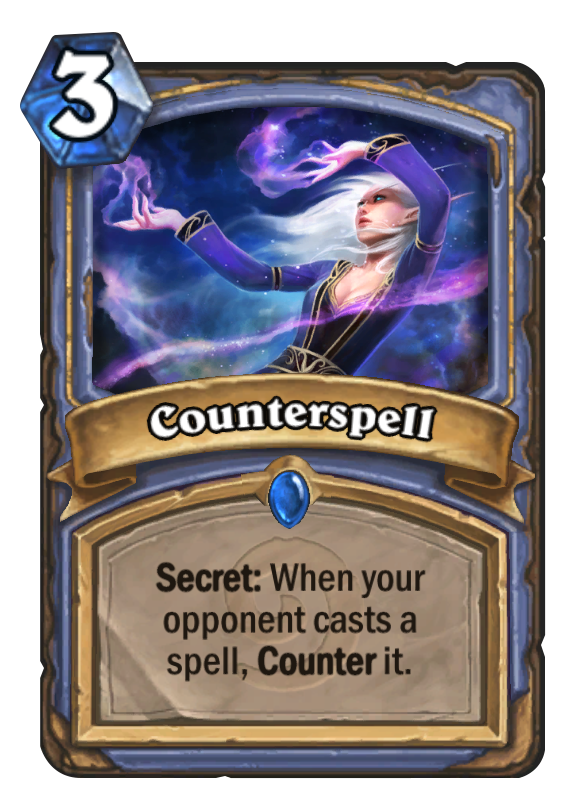 3
Counterspell
Secret: When your
opponent casts a
spell, Counter it.